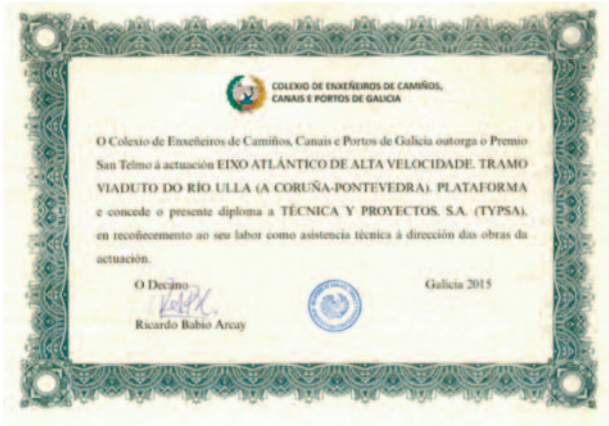 COLEXIO DE ENXEÑEIROS DE CAMIÑOS,
CANAIS E PORTOS DE GALICIA
O Colexio de Enxeñeiros de Camiños, Canais e Portos de Galicia outorga o Premio
San Telmo á actuación EIXO ATLÁNTICO DE ALTA VELOCIDADE. TRAMO
VIADUTO DO RÍO ULLA (A CORUÑA-PONTEVEDRA). PLATAFORMA
e concede o presente diploma a TÉCNICA Y PROYECTOS, S.A. (TYPSA),
en recoñecemento ao seu labor como asistencia técnica á dirección das obras da
actuación.
O Decano
Galicia 2015
Ricardo Babío Arcay